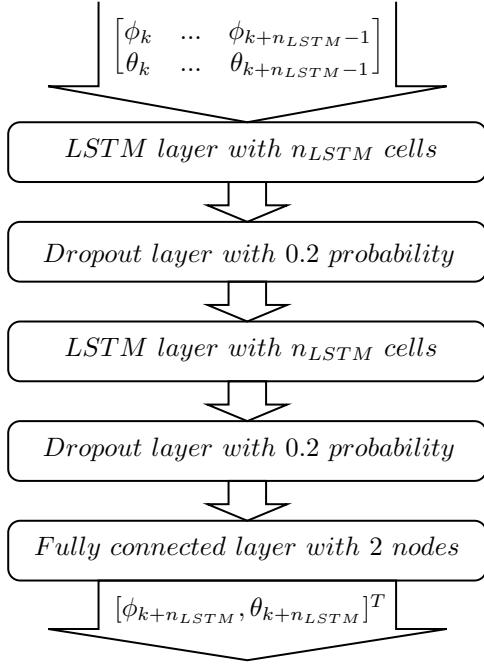 [ϕ_k ... ϕ_{k+n_{LSTM}−1}]
[θ_k ... θ_{k+n_{LSTM}−1}]
LSTM layer with n_{LSTM} cells
Dropout layer with 0.2 probability
LSTM layer with n_{LSTM} cells
Dropout layer with 0.2 probability
Fully connected layer with 2 nodes
[ϕ_{k+n_{LSTM}}, θ_{k+n_{LSTM}}]^T